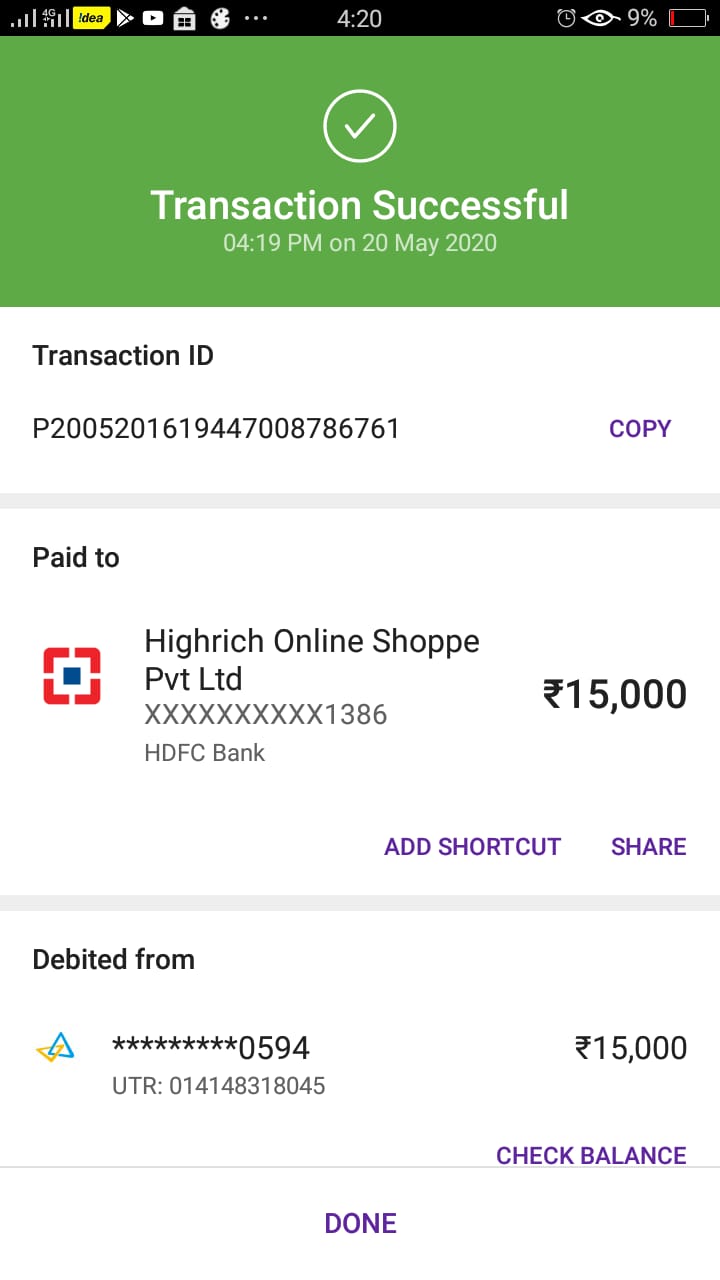 4G !dea 4:20 9%
Transaction Successful
04:19 PM on 20 May 2020
Transaction ID
P2005201619447008786761 COPY
Paid to
Highrich Online Shoppe
Pvt Ltd
₹15,000
XXXXXXXXXX1386
HDFC Bank
ADD SHORTCUT SHARE
Debited from
*********0594 ₹15,000
UTR: 014148318045
CHECK BALANCE
DONE